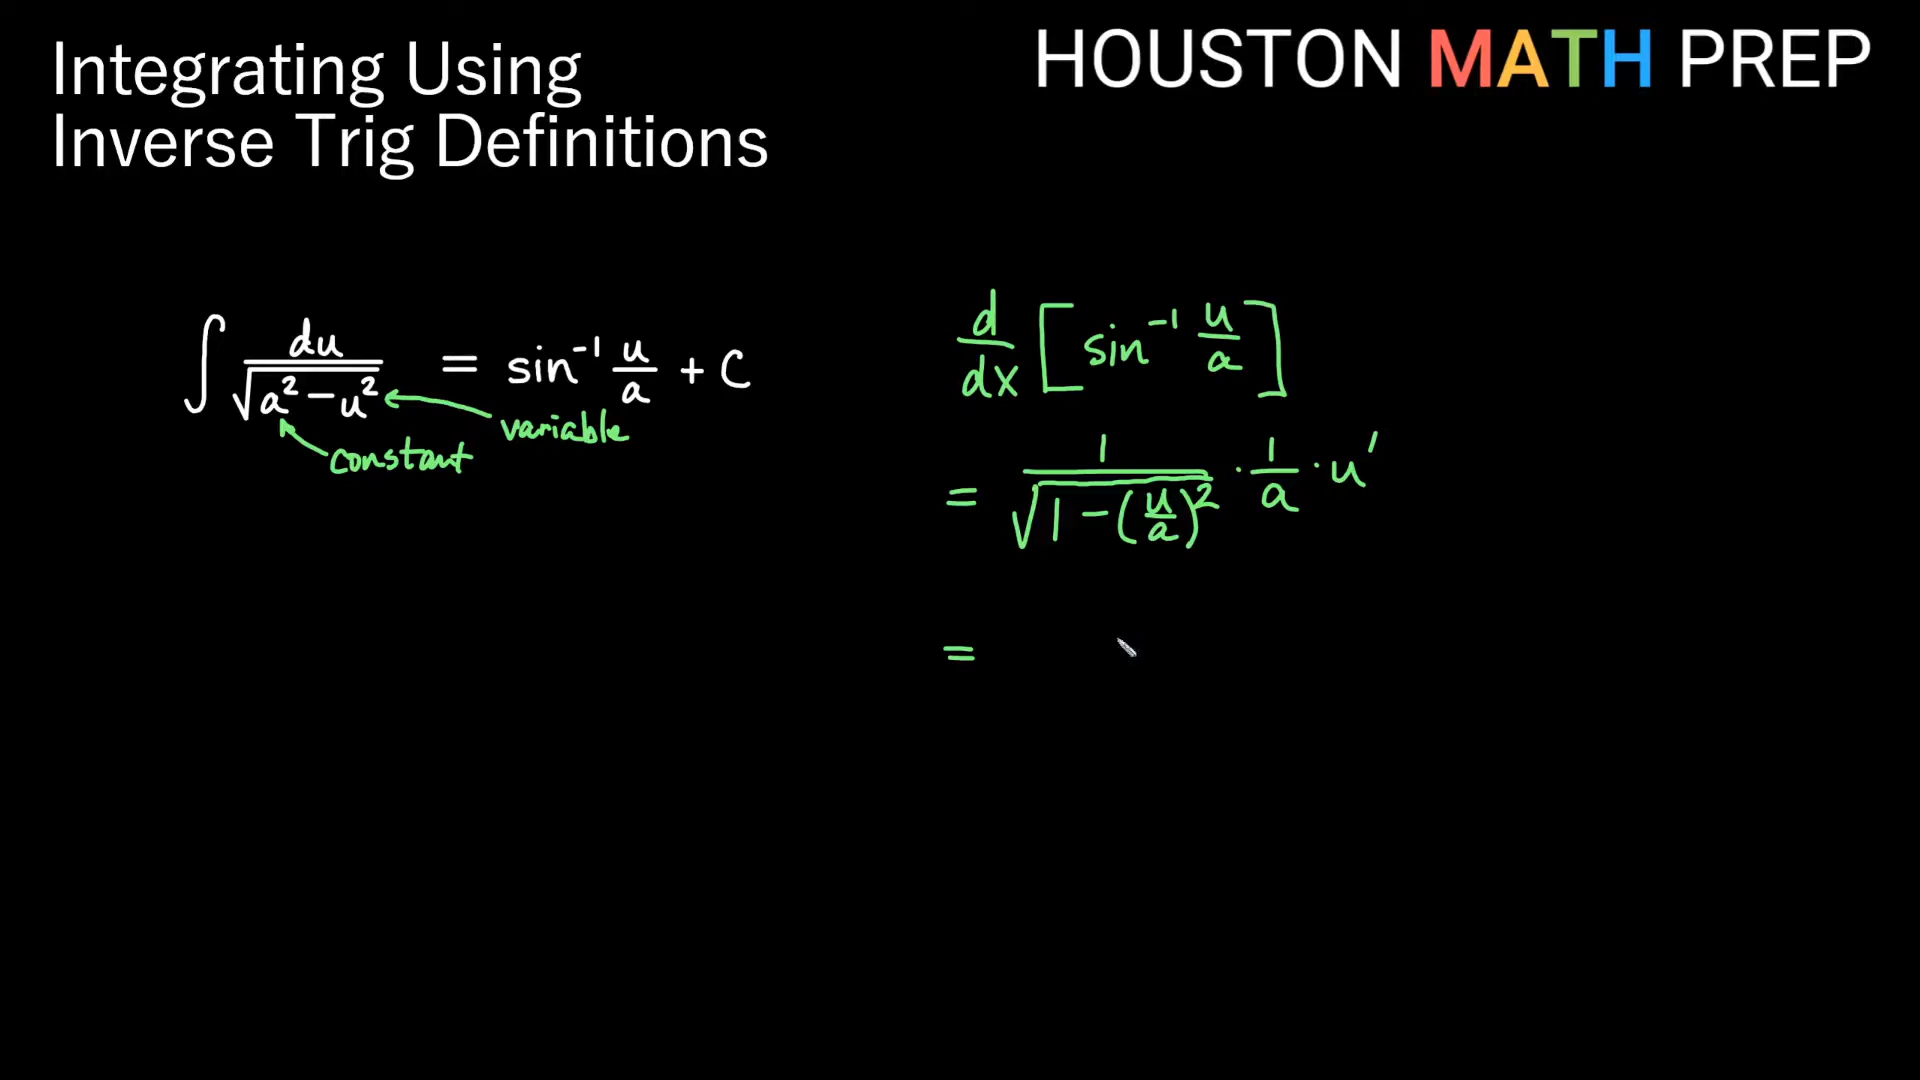 Integrating Using
Inverse Trig Definitions
HOUSTON MATH PREP
∫ du/√(a² − u²) = sin⁻¹ u/a + C
variable
constant
d/dx [sin⁻¹ u/a]
= 1/√(1 − (u/a)²) · 1/a · u'
=